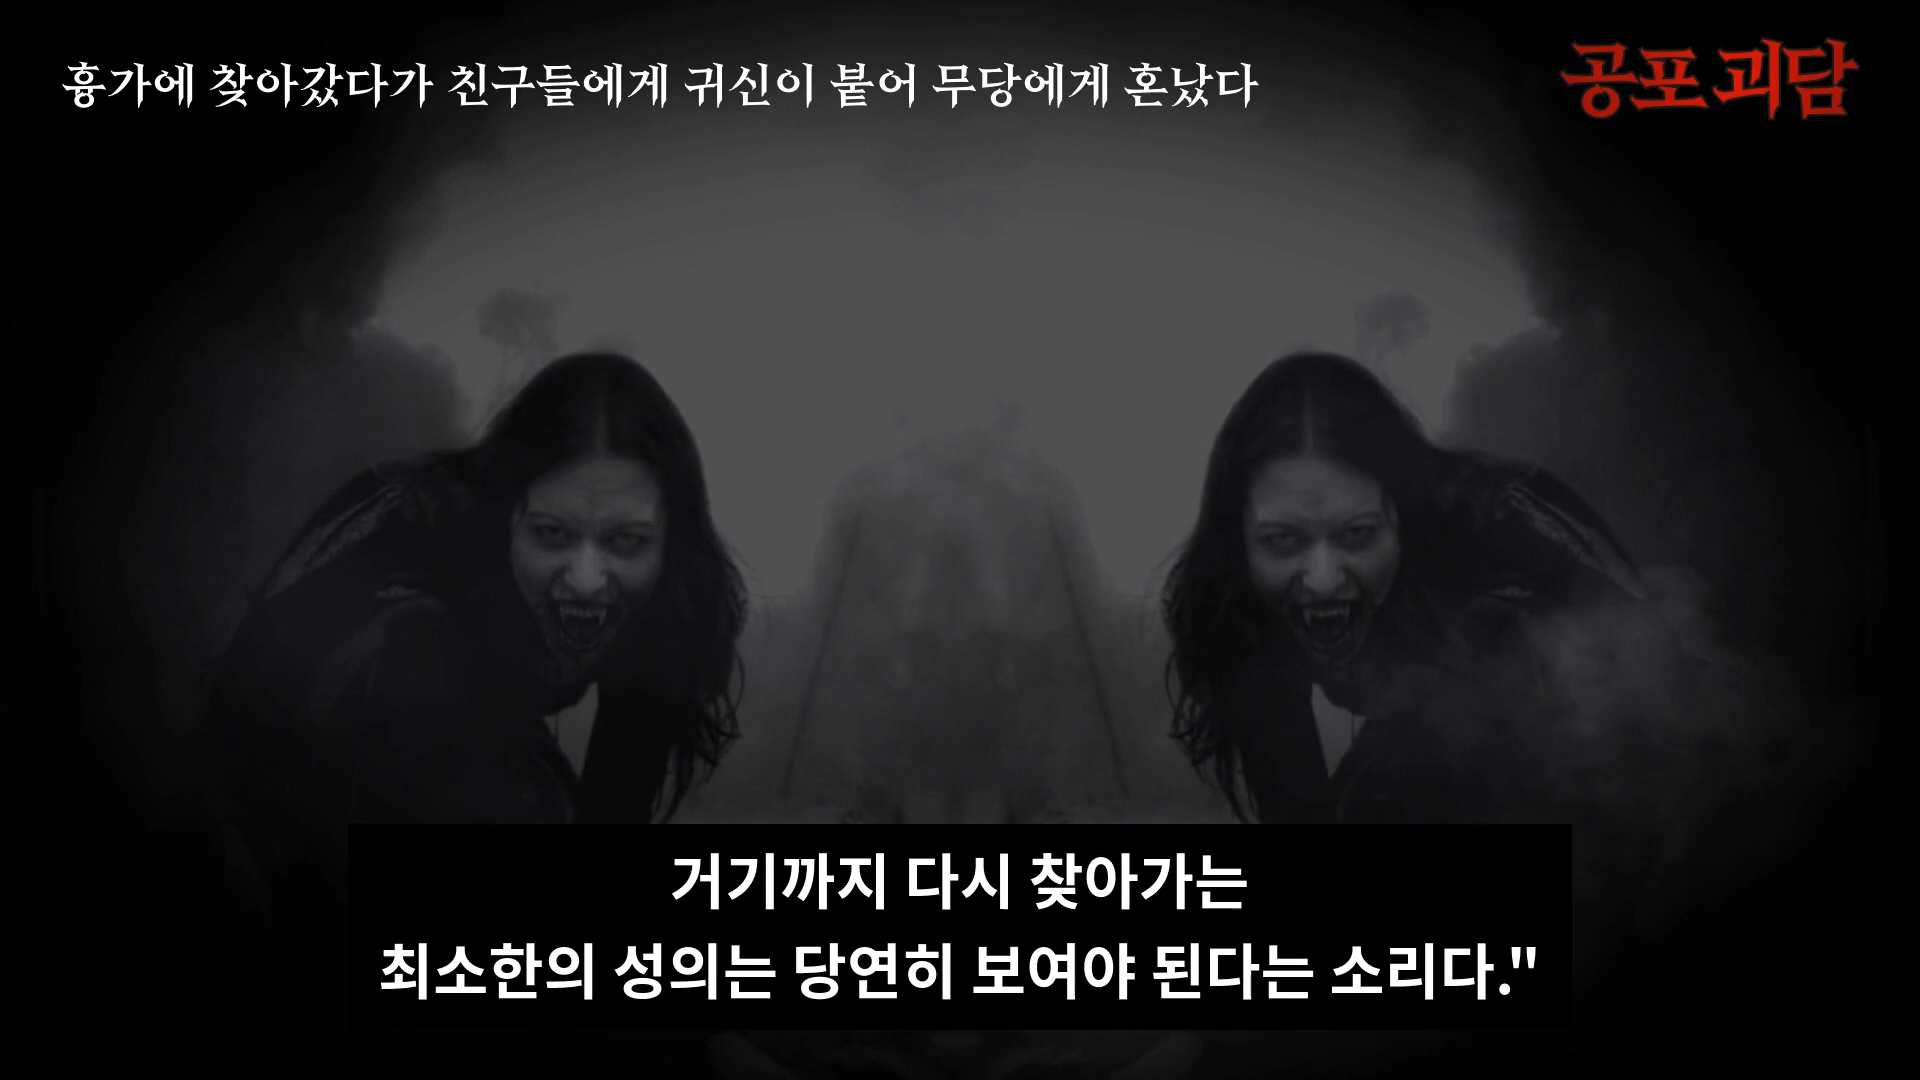 흉가에 찾아갔다가 친구들에게 귀신이 붙어 무당에게 혼났다
공포 괴담
거기까지 다시 찾아가는
최소한의 성의는 당연히 보여야 된다는 소리다."